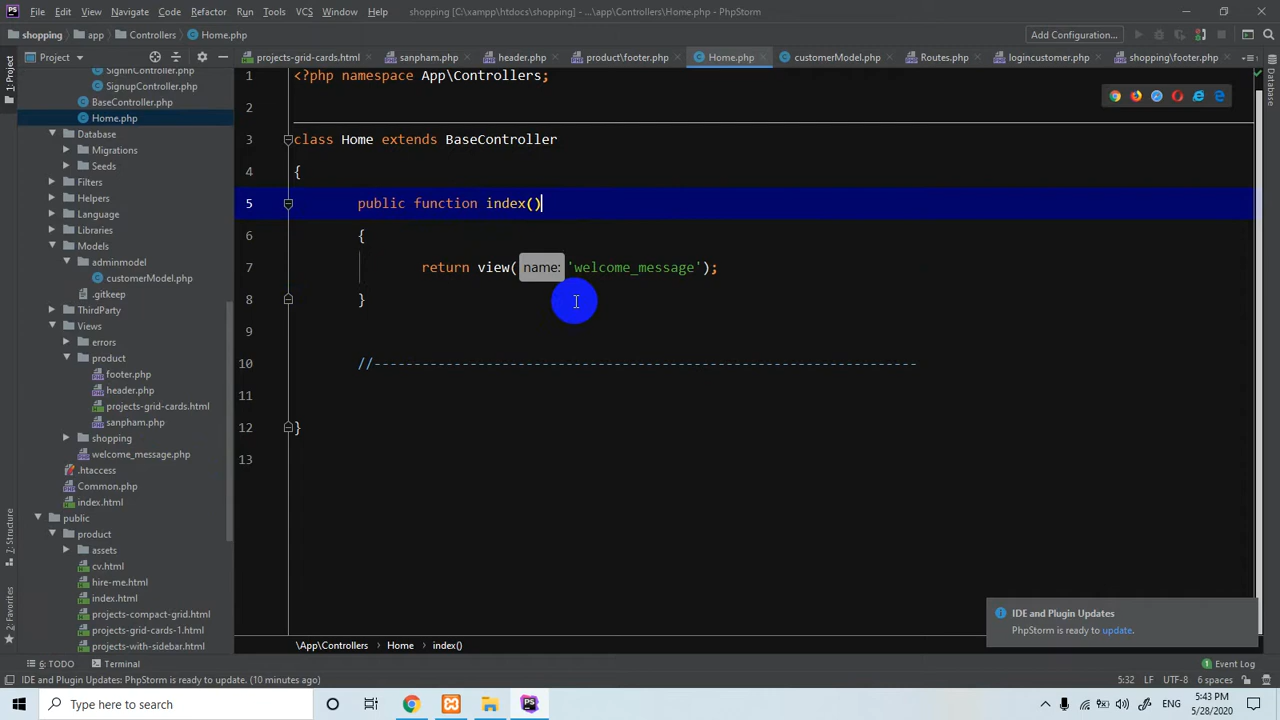 File Edit View Navigate Code Refactor Run Tools VCS Window Help shopping [C:\xampp\htdocs\shopping] - ...\app\Controllers\Home.php - PhpStorm
shopping app Controllers Home.php Add Configuration...
Project projects-grid-cards.html sanpham.php header.php product\footer.php Home.php customerModel.php Routes.php logincustomer.php shopping\footer.php
1: Project
Database
SigninController.php
SignupController.php
BaseController.php
Home.php
Database
Migrations
Seeds
Filters
Helpers
Language
Libraries
Models
adminmodel
customerModel.php
.gitkeep
ThirdParty
Views
errors
product
footer.php
header.php
projects-grid-cards.html
sanpham.php
shopping
welcome_message.php
.htaccess
Common.php
index.html
public
product
assets
cv.html
hire-me.html
index.html
projects-compact-grid.html
projects-grid-cards-1.html
projects-with-sidebar.html
7: Structure
2: Favorites
1 <?php namespace App\Controllers;
2
3 class Home extends BaseController
4 {
5 public function index()
6 {
7 return view( name: 'welcome_message');
8 }
9
10 //--------------------------------------------------------------------
11
12 }
13
IDE and Plugin Updates
PhpStorm is ready to update.
\App\Controllers Home index()
6: TODO Terminal 1 Event Log
IDE and Plugin Updates: PhpStorm is ready to update. (10 minutes ago) 5:32 LF UTF-8 6 spaces
Type here to search PS ENG 5:43 PM
5/28/2020